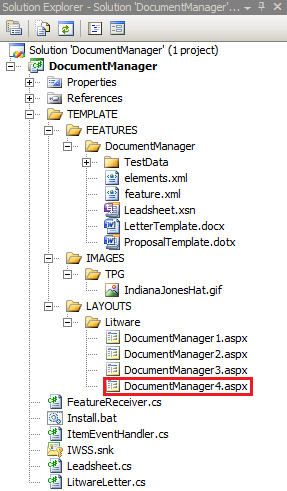 Solution Explorer - Solution 'DocumentManager'...
Solution 'DocumentManager' (1 project)
DocumentManager
Properties
References
TEMPLATE
FEATURES
DocumentManager
TestData
elements.xml
feature.xml
Leadsheet.xsn
LetterTemplate.docx
ProposalTemplate.dotx
IMAGES
TPG
IndianaJonesHat.gif
LAYOUTS
Litware
DocumentManager1.aspx
DocumentManager2.aspx
DocumentManager3.aspx
DocumentManager4.aspx
FeatureReceiver.cs
Install.bat
ItemEventHandler.cs
IWSS.snk
Leadsheet.cs
LitwareLetter.cs